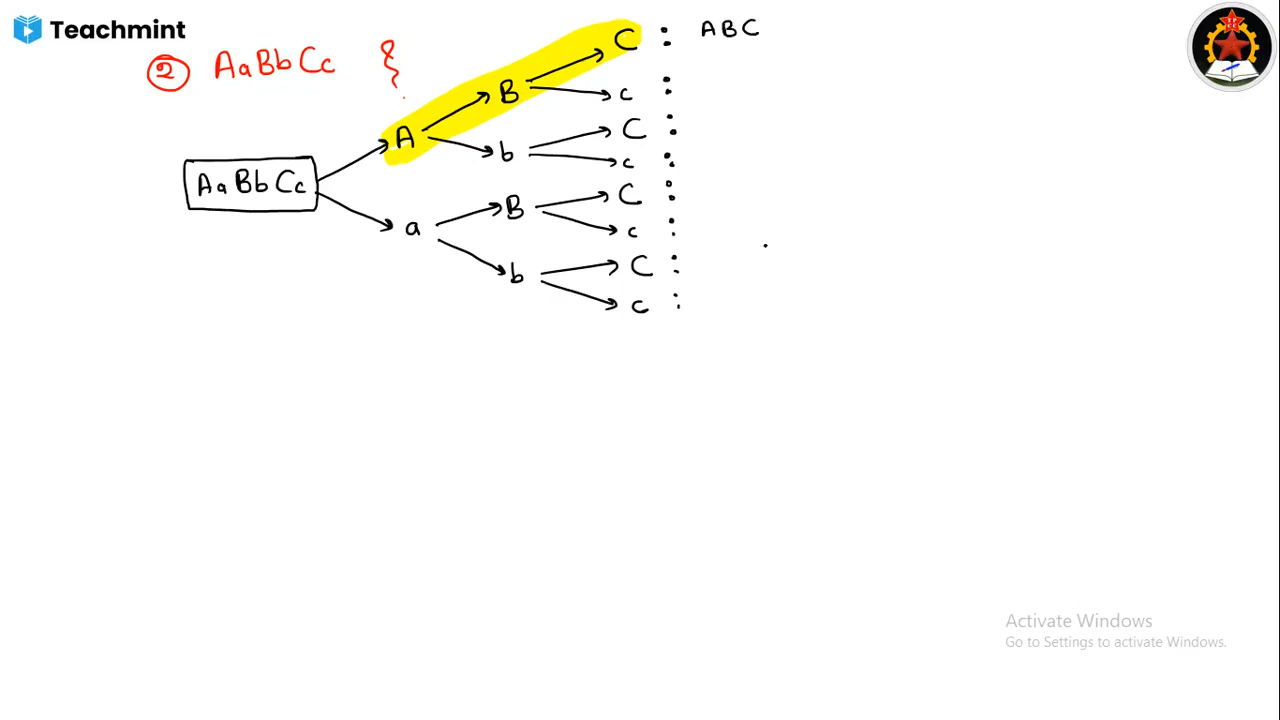 Teachmint
② AaBbCc {
C : ABC
B
c :
A
C :
b
c :
AaBbCc
C :
B
a
c :
C :
b
c :
Activate Windows
Go to Settings to activate Windows.